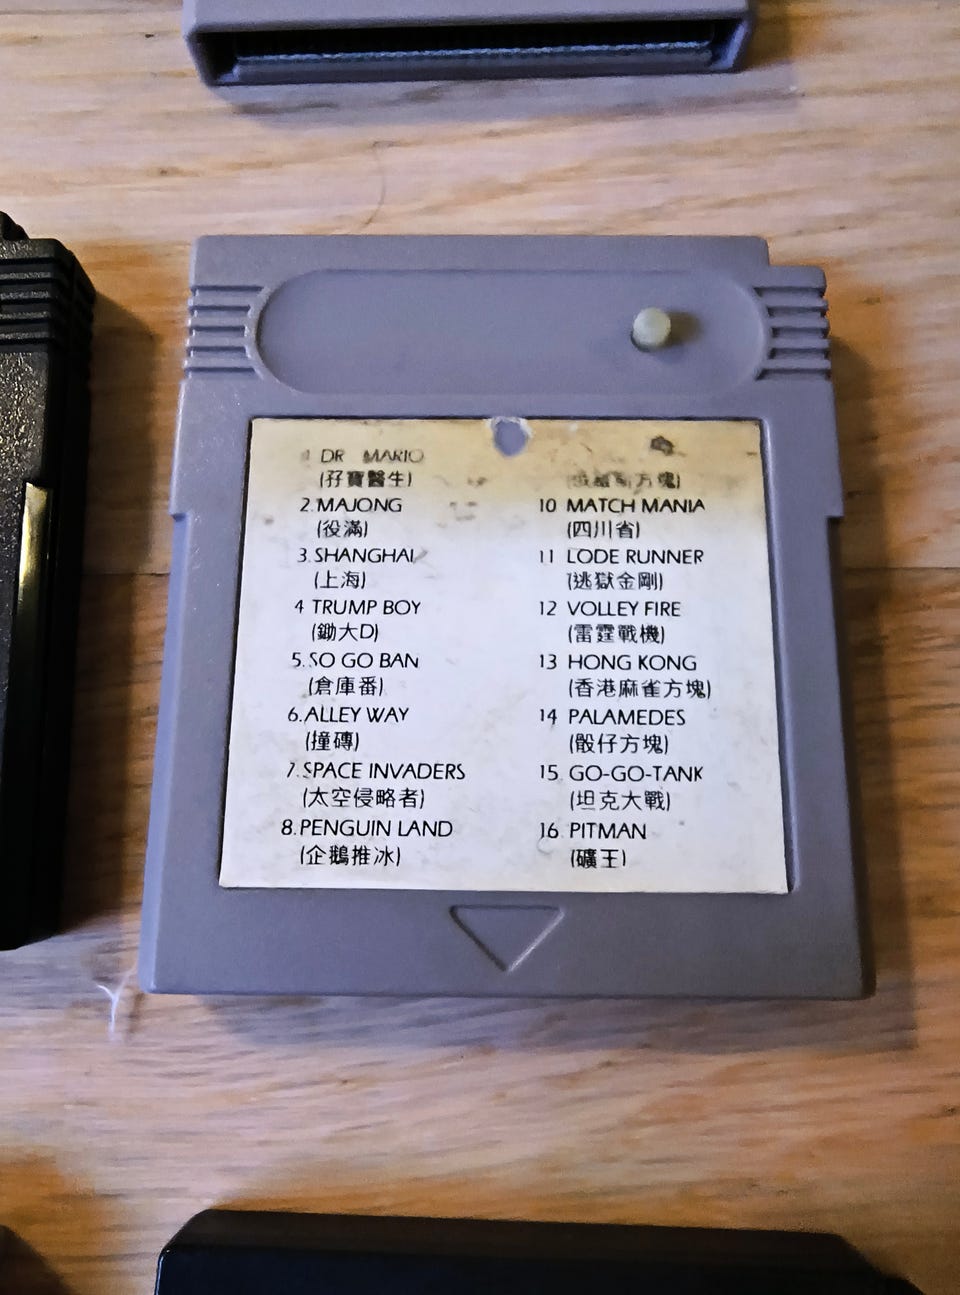 1 DR MARIO
(孖寶醫生)
2. MAJONG
(役滿)
3. SHANGHAI
(上海)
4 TRUMP BOY
(鋤大D)
5. SO GO BAN
(倉庫番)
6. ALLEY WAY
(撞磚)
7. SPACE INVADERS
(太空侵略者)
8. PENGUIN LAND
(企鵝推冰)
方塊)
10 MATCH MANIA
(四川省)
11 LODE RUNNER
(逃獄金剛)
12 VOLLEY FIRE
(雷霆戰機)
13 HONG KONG
(香港麻雀方塊)
14 PALAMEDES
(骰仔方塊)
15 GO-GO-TANK
(坦克大戰)
16 PITMAN
(礦王)